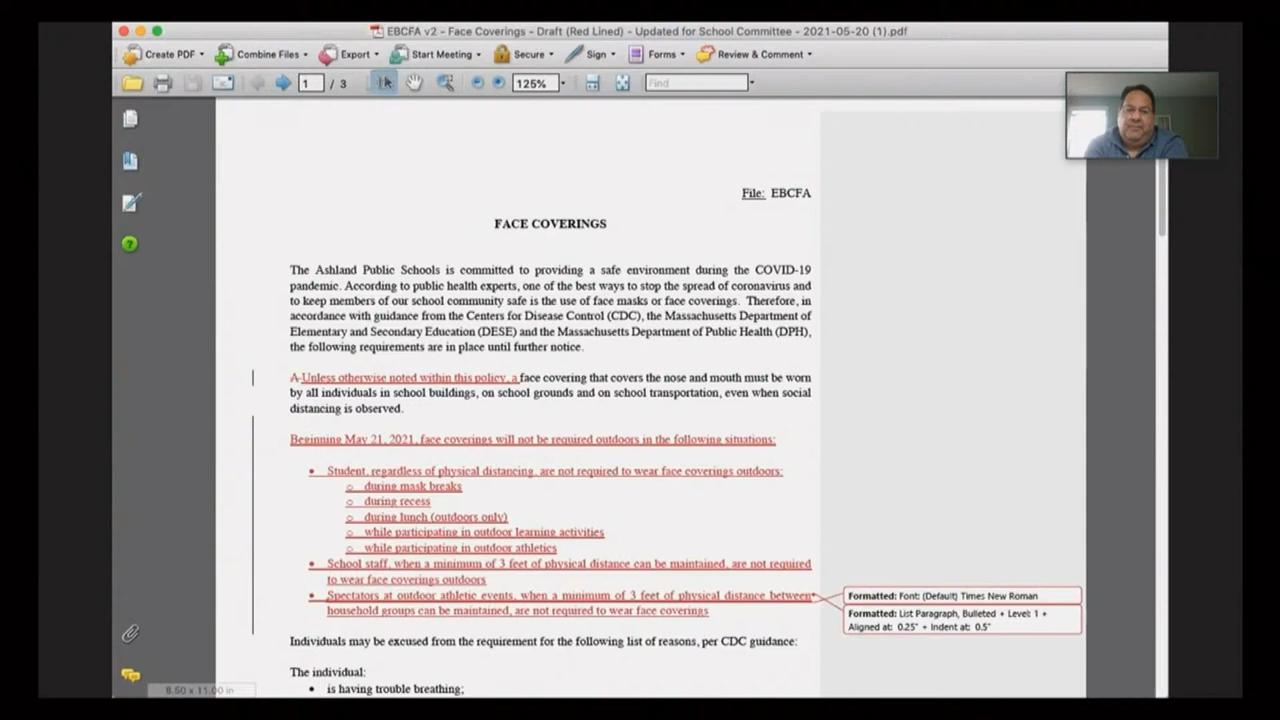 EBCFA v2 - Face Coverings - Draft (Red Lined) - Updated for School Committee - 2021-05-20 (1).pdf
Create PDF Combine Files Export Start Meeting Secure Sign Forms Review & Comment
1 / 3 125% Find
File: EBCFA
FACE COVERINGS
The Ashland Public Schools is committed to providing a safe environment during the COVID-19
pandemic. According to public health experts, one of the best ways to stop the spread of coronavirus and
to keep members of our school community safe is the use of face masks or face coverings. Therefore, in
accordance with guidance from the Centers for Disease Control (CDC), the Massachusetts Department of
Elementary and Secondary Education (DESE) and the Massachusetts Department of Public Health (DPH),
the following requirements are in place until further notice.
A Unless otherwise noted within this policy, a face covering that covers the nose and mouth must be worn
by all individuals in school buildings, on school grounds and on school transportation, even when social
distancing is observed.
Beginning May 21, 2021, face coverings will not be required outdoors in the following situations:
• Student, regardless of physical distancing, are not required to wear face coverings outdoors:
o during mask breaks
o during recess
o during lunch (outdoors only)
o while participating in outdoor learning activities
o while participating in outdoor athletics
• School staff, when a minimum of 3 feet of physical distance can be maintained, are not required
to wear face coverings outdoors
• Spectators at outdoor athletic events, when a minimum of 3 feet of physical distance between
household groups can be maintained, are not required to wear face coverings
Formatted: Font: (Default) Times New Roman
Formatted: List Paragraph, Bulleted + Level: 1 +
Aligned at: 0.25" + Indent at: 0.5"
Individuals may be excused from the requirement for the following list of reasons, per CDC guidance:
The individual:
• is having trouble breathing;
8.50 x 11.00 in